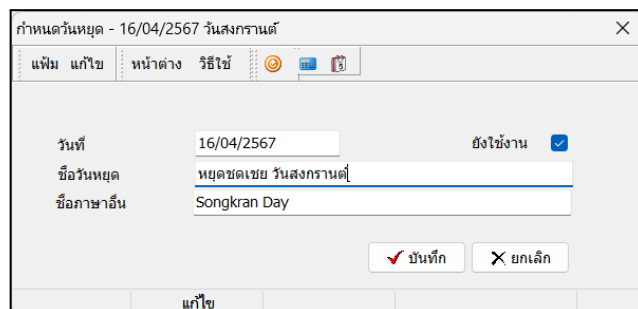 กำหนดวันหยุด - 16/04/2567 วันสงกรานต์
แฟ้ม แก้ไข หน้าต่าง วิธีใช้
วันที่ 16/04/2567 ยังใช้งาน
ชื่อวันหยุด หยุดชดเชย วันสงกรานต์
ชื่อภาษาอื่น Songkran Day
บันทึก ยกเลิก
แก้ไข